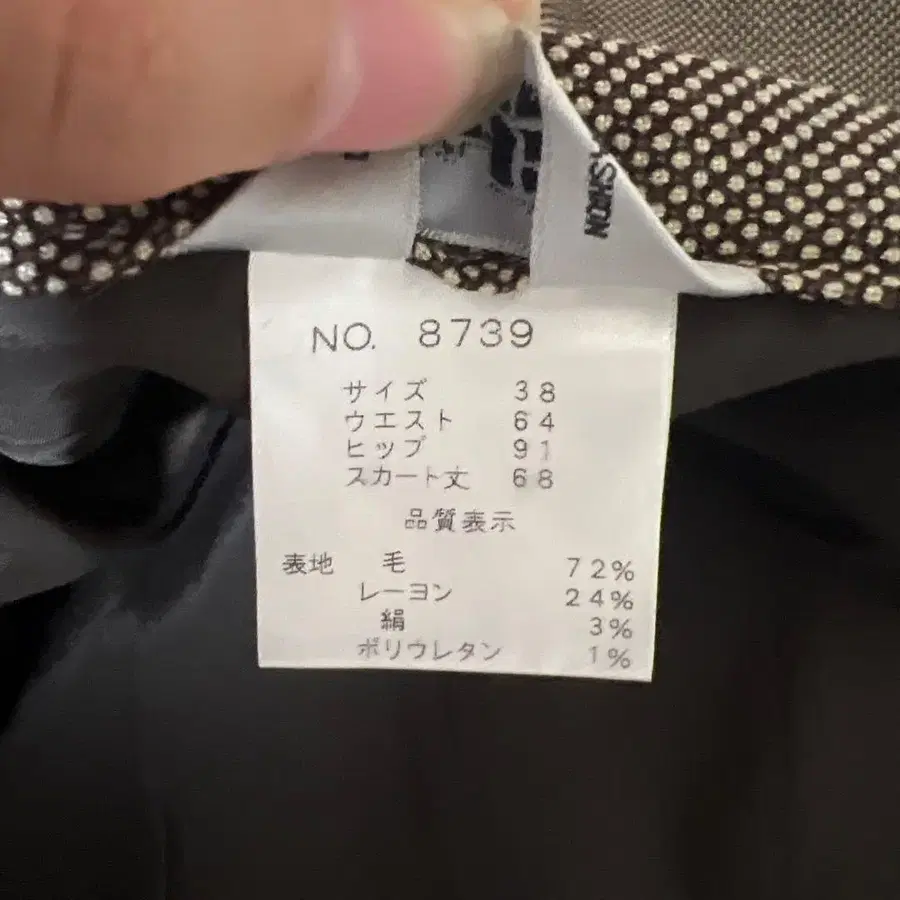 SHION
NO. 8739
サイズ 38
ウエスト 64
ヒップ 91
スカート丈 68
品質表示
表地 毛 72%
レーヨン 24%
絹 3%
ポリウレタン 1%